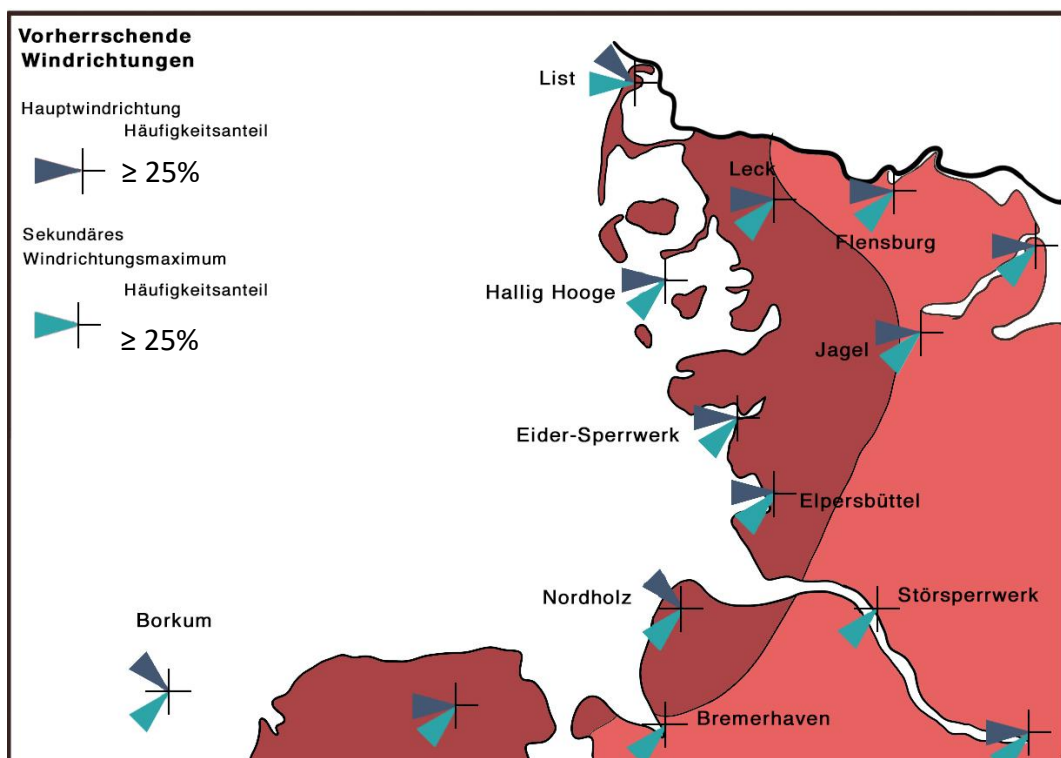 Vorherrschende
Windrichtungen
Hauptwindrichtung
Häufigkeitsanteil
≥ 25%
Sekundäres
Windrichtungsmaximum
Häufigkeitsanteil
≥ 25%
List
Leck
Flensburg
Hallig Hooge
Jagel
Eider-Sperrwerk
Elpersbüttel
Nordholz
Störsperrwerk
Borkum
Bremerhaven